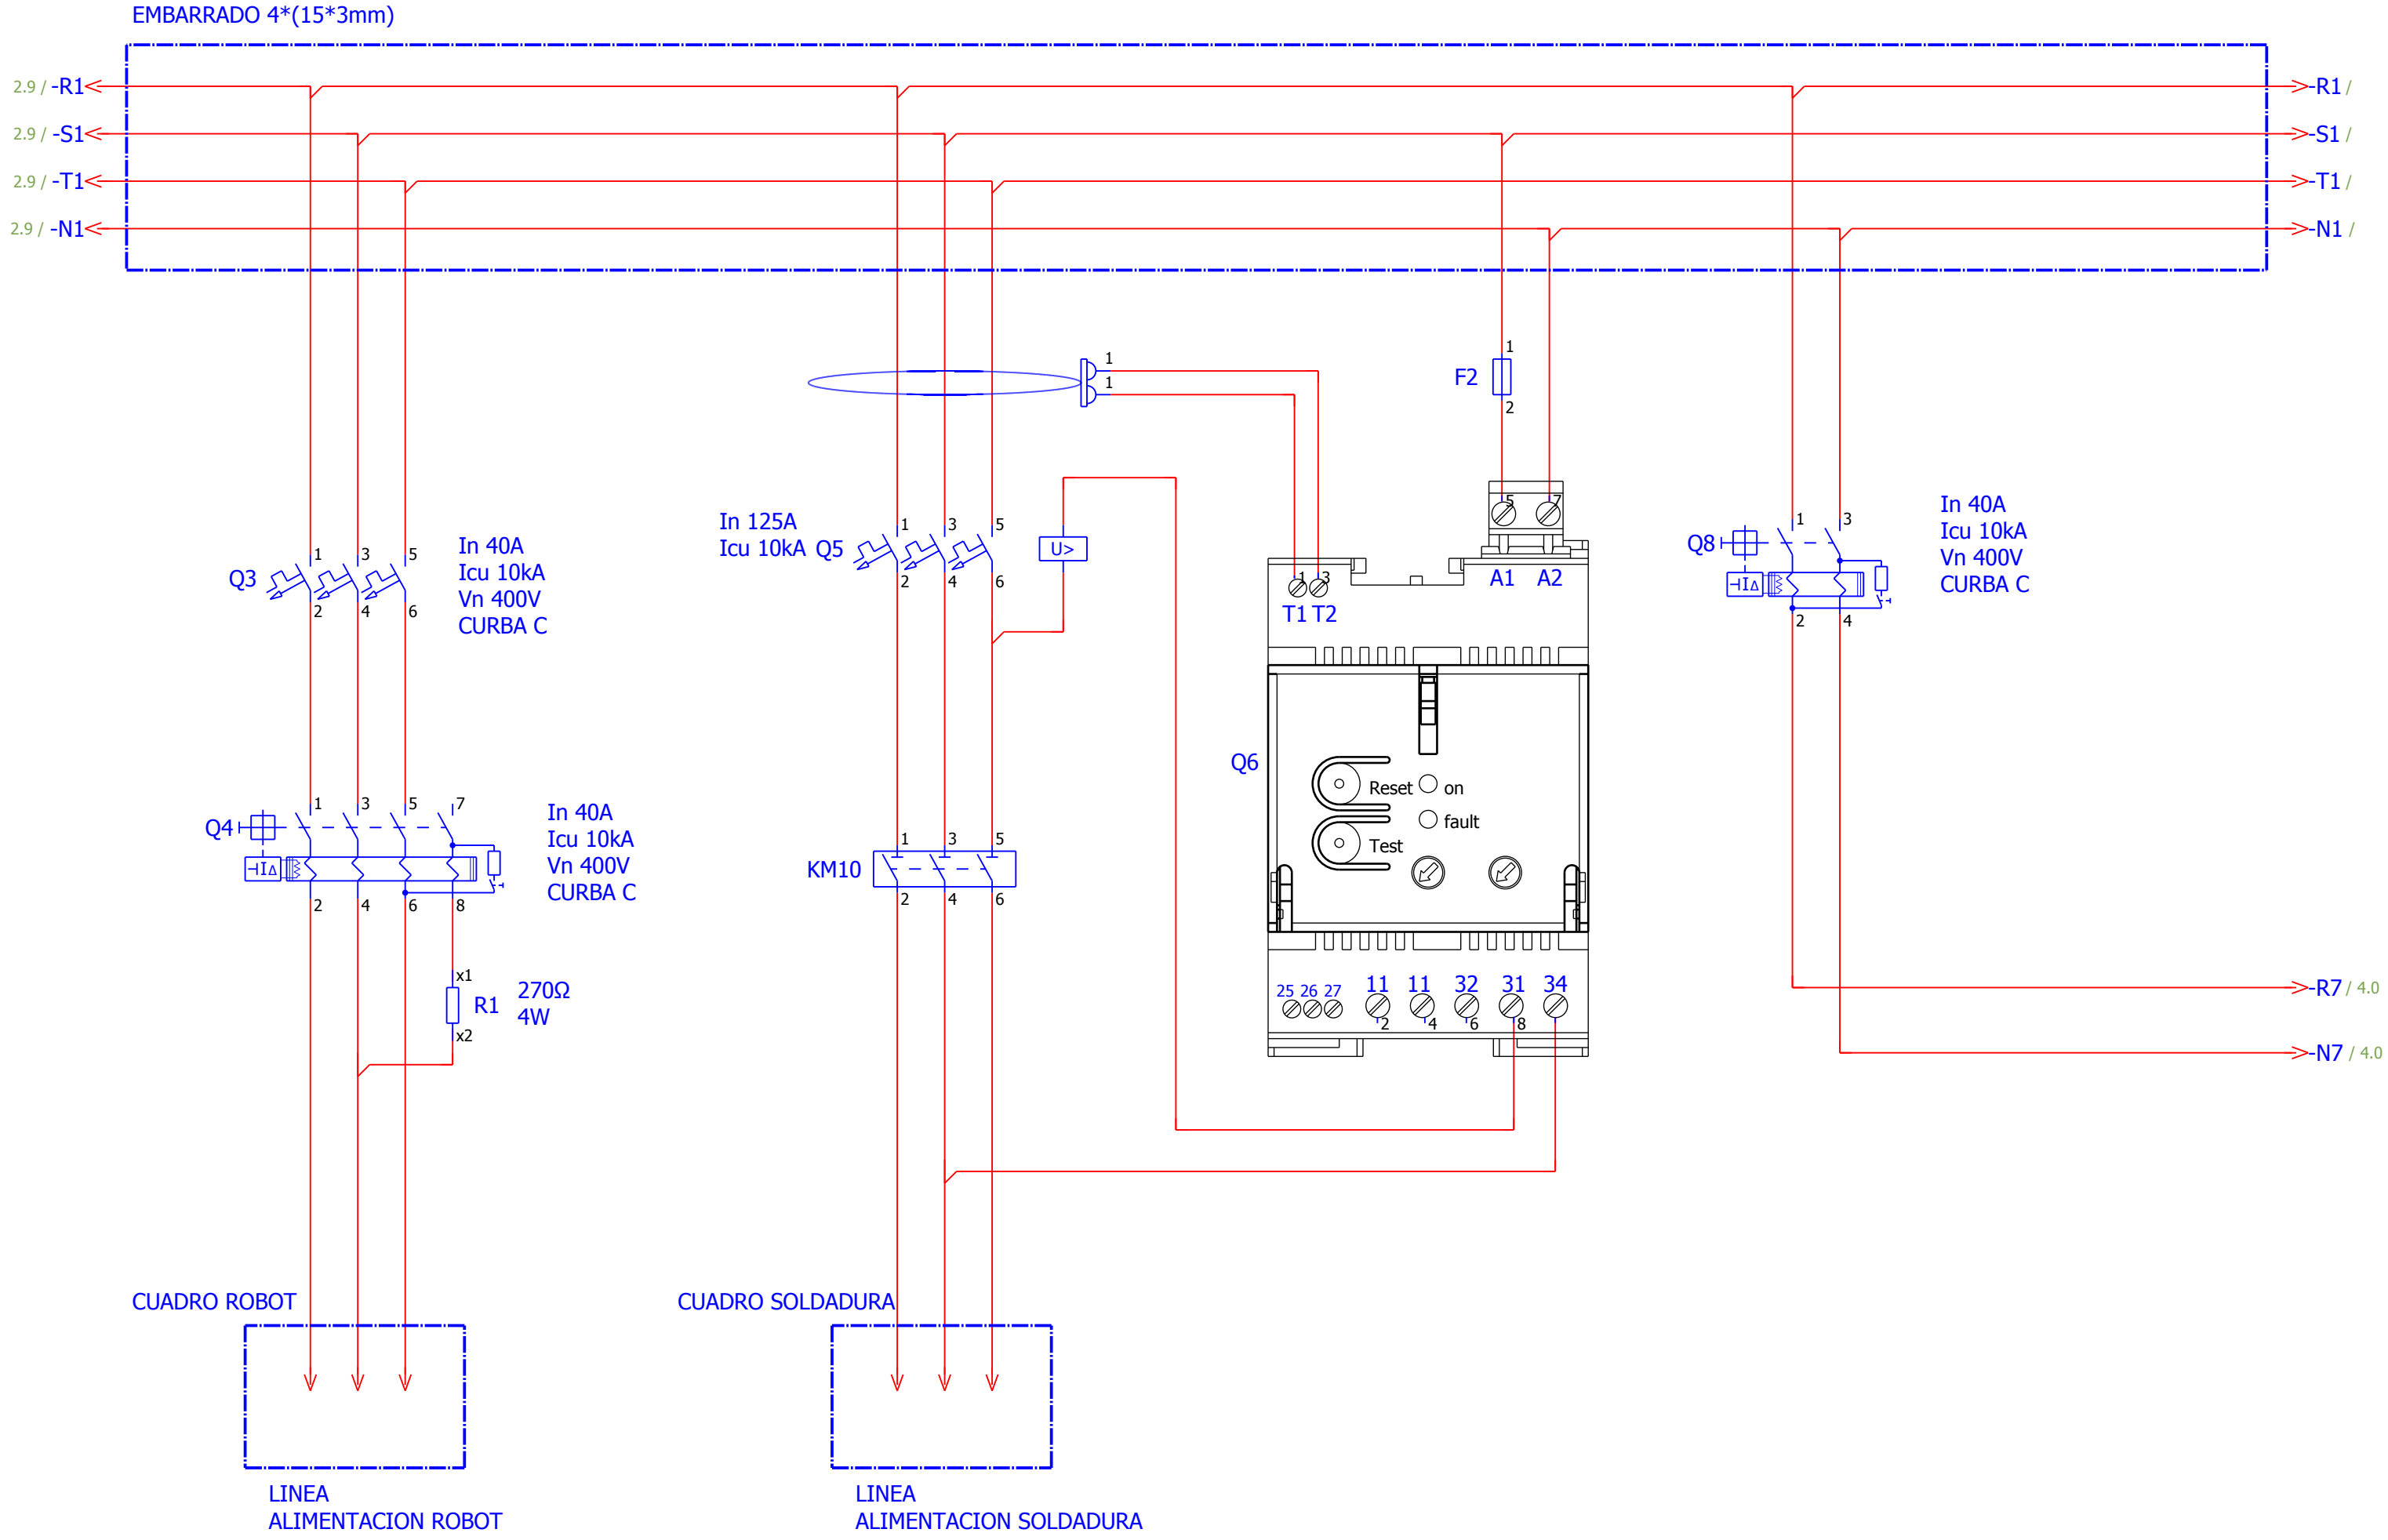 EMBARRADO 4*(15*3mm)
2.9 / -R1
-R1 /
2.9 / -S1
-S1 /
2.9 / -T1
-T1 /
2.9 / -N1
-N1 /
1
1
1
F2
2
5 7
A1 A2
1 3
T1 T2
In 125A
Icu 10kA Q5
1 3 5
2 4 6
U>
Q3
1 3 5
2 4 6
In 40A
Icu 10kA
Vn 400V
CURBA C
Q8
1 3
I∆
2 4
In 40A
Icu 10kA
Vn 400V
CURBA C
Q4
1 3 5 7
I∆
2 4 6 8
In 40A
Icu 10kA
Vn 400V
CURBA C
x1
R1
x2
270Ω
4W
KM10
1 3 5
2 4 6
Q6
Reset on
fault
Test
25 26 27 11 11 32 31 34
2 4 6 8
-R7 / 4.0
-N7 / 4.0
CUADRO ROBOT
CUADRO SOLDADURA
LINEA
ALIMENTACION ROBOT
LINEA
ALIMENTACION SOLDADURA